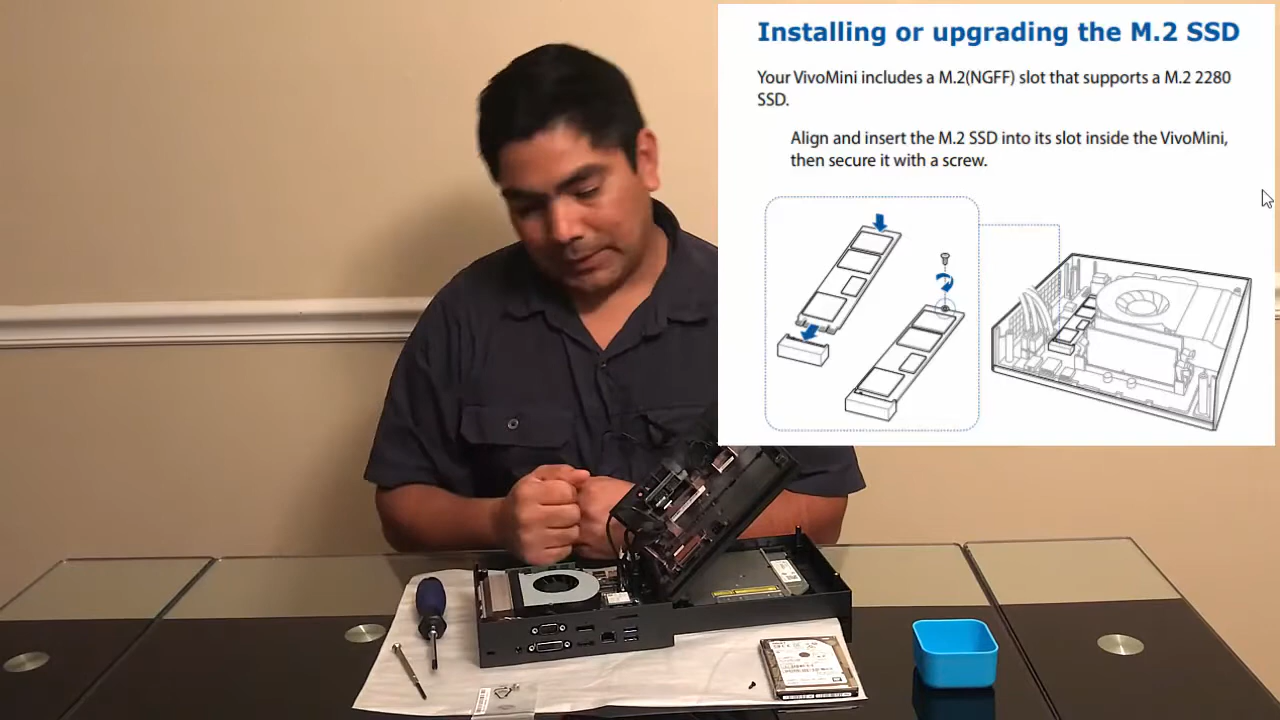 Installing or upgrading the M.2 SSD
Your VivoMini includes a M.2(NGFF) slot that supports a M.2 2280
SSD.
Align and insert the M.2 SSD into its slot inside the VivoMini,
then secure it with a screw.